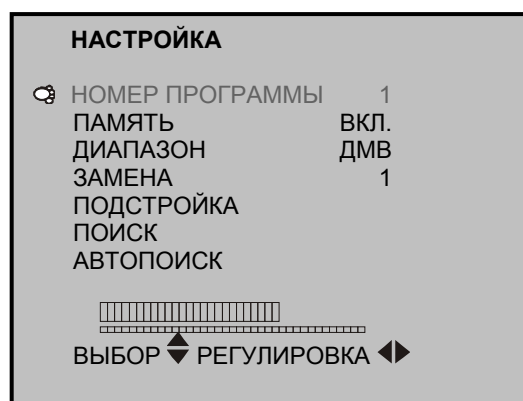 НАСТРОЙКА
НОМЕР ПРОГРАММЫ 1
ПАМЯТЬ ВКЛ.
ДИАПАЗОН ДМВ
ЗАМЕНА 1
ПОДСТРОЙКА
ПОИСК
АВТОПОИСК
ВЫБОР РЕГУЛИРОВКА